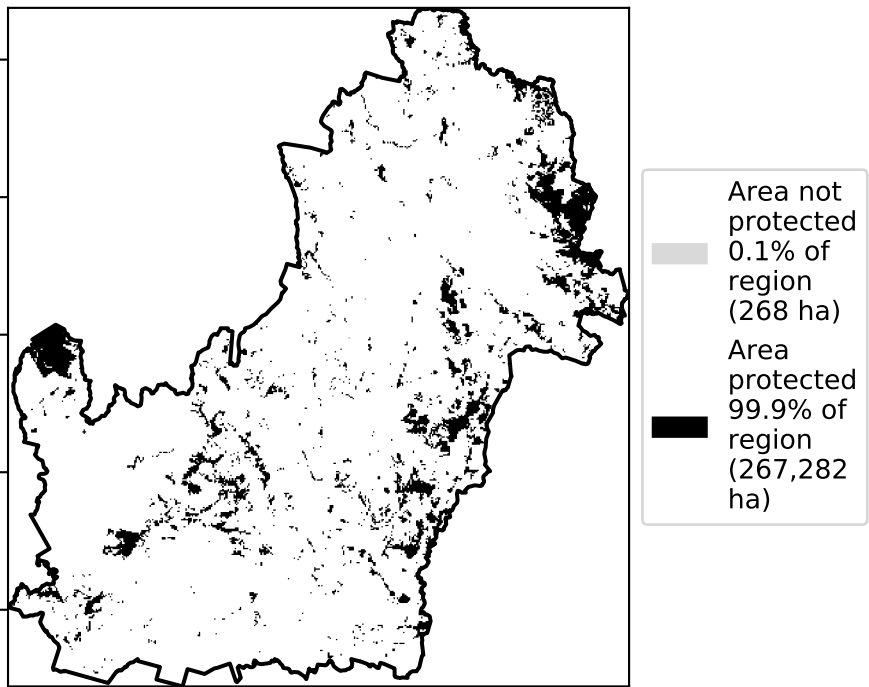 Area not
protected
0.1% of
region
(268 ha)
Area
protected
99.9% of
region
(267,282
ha)